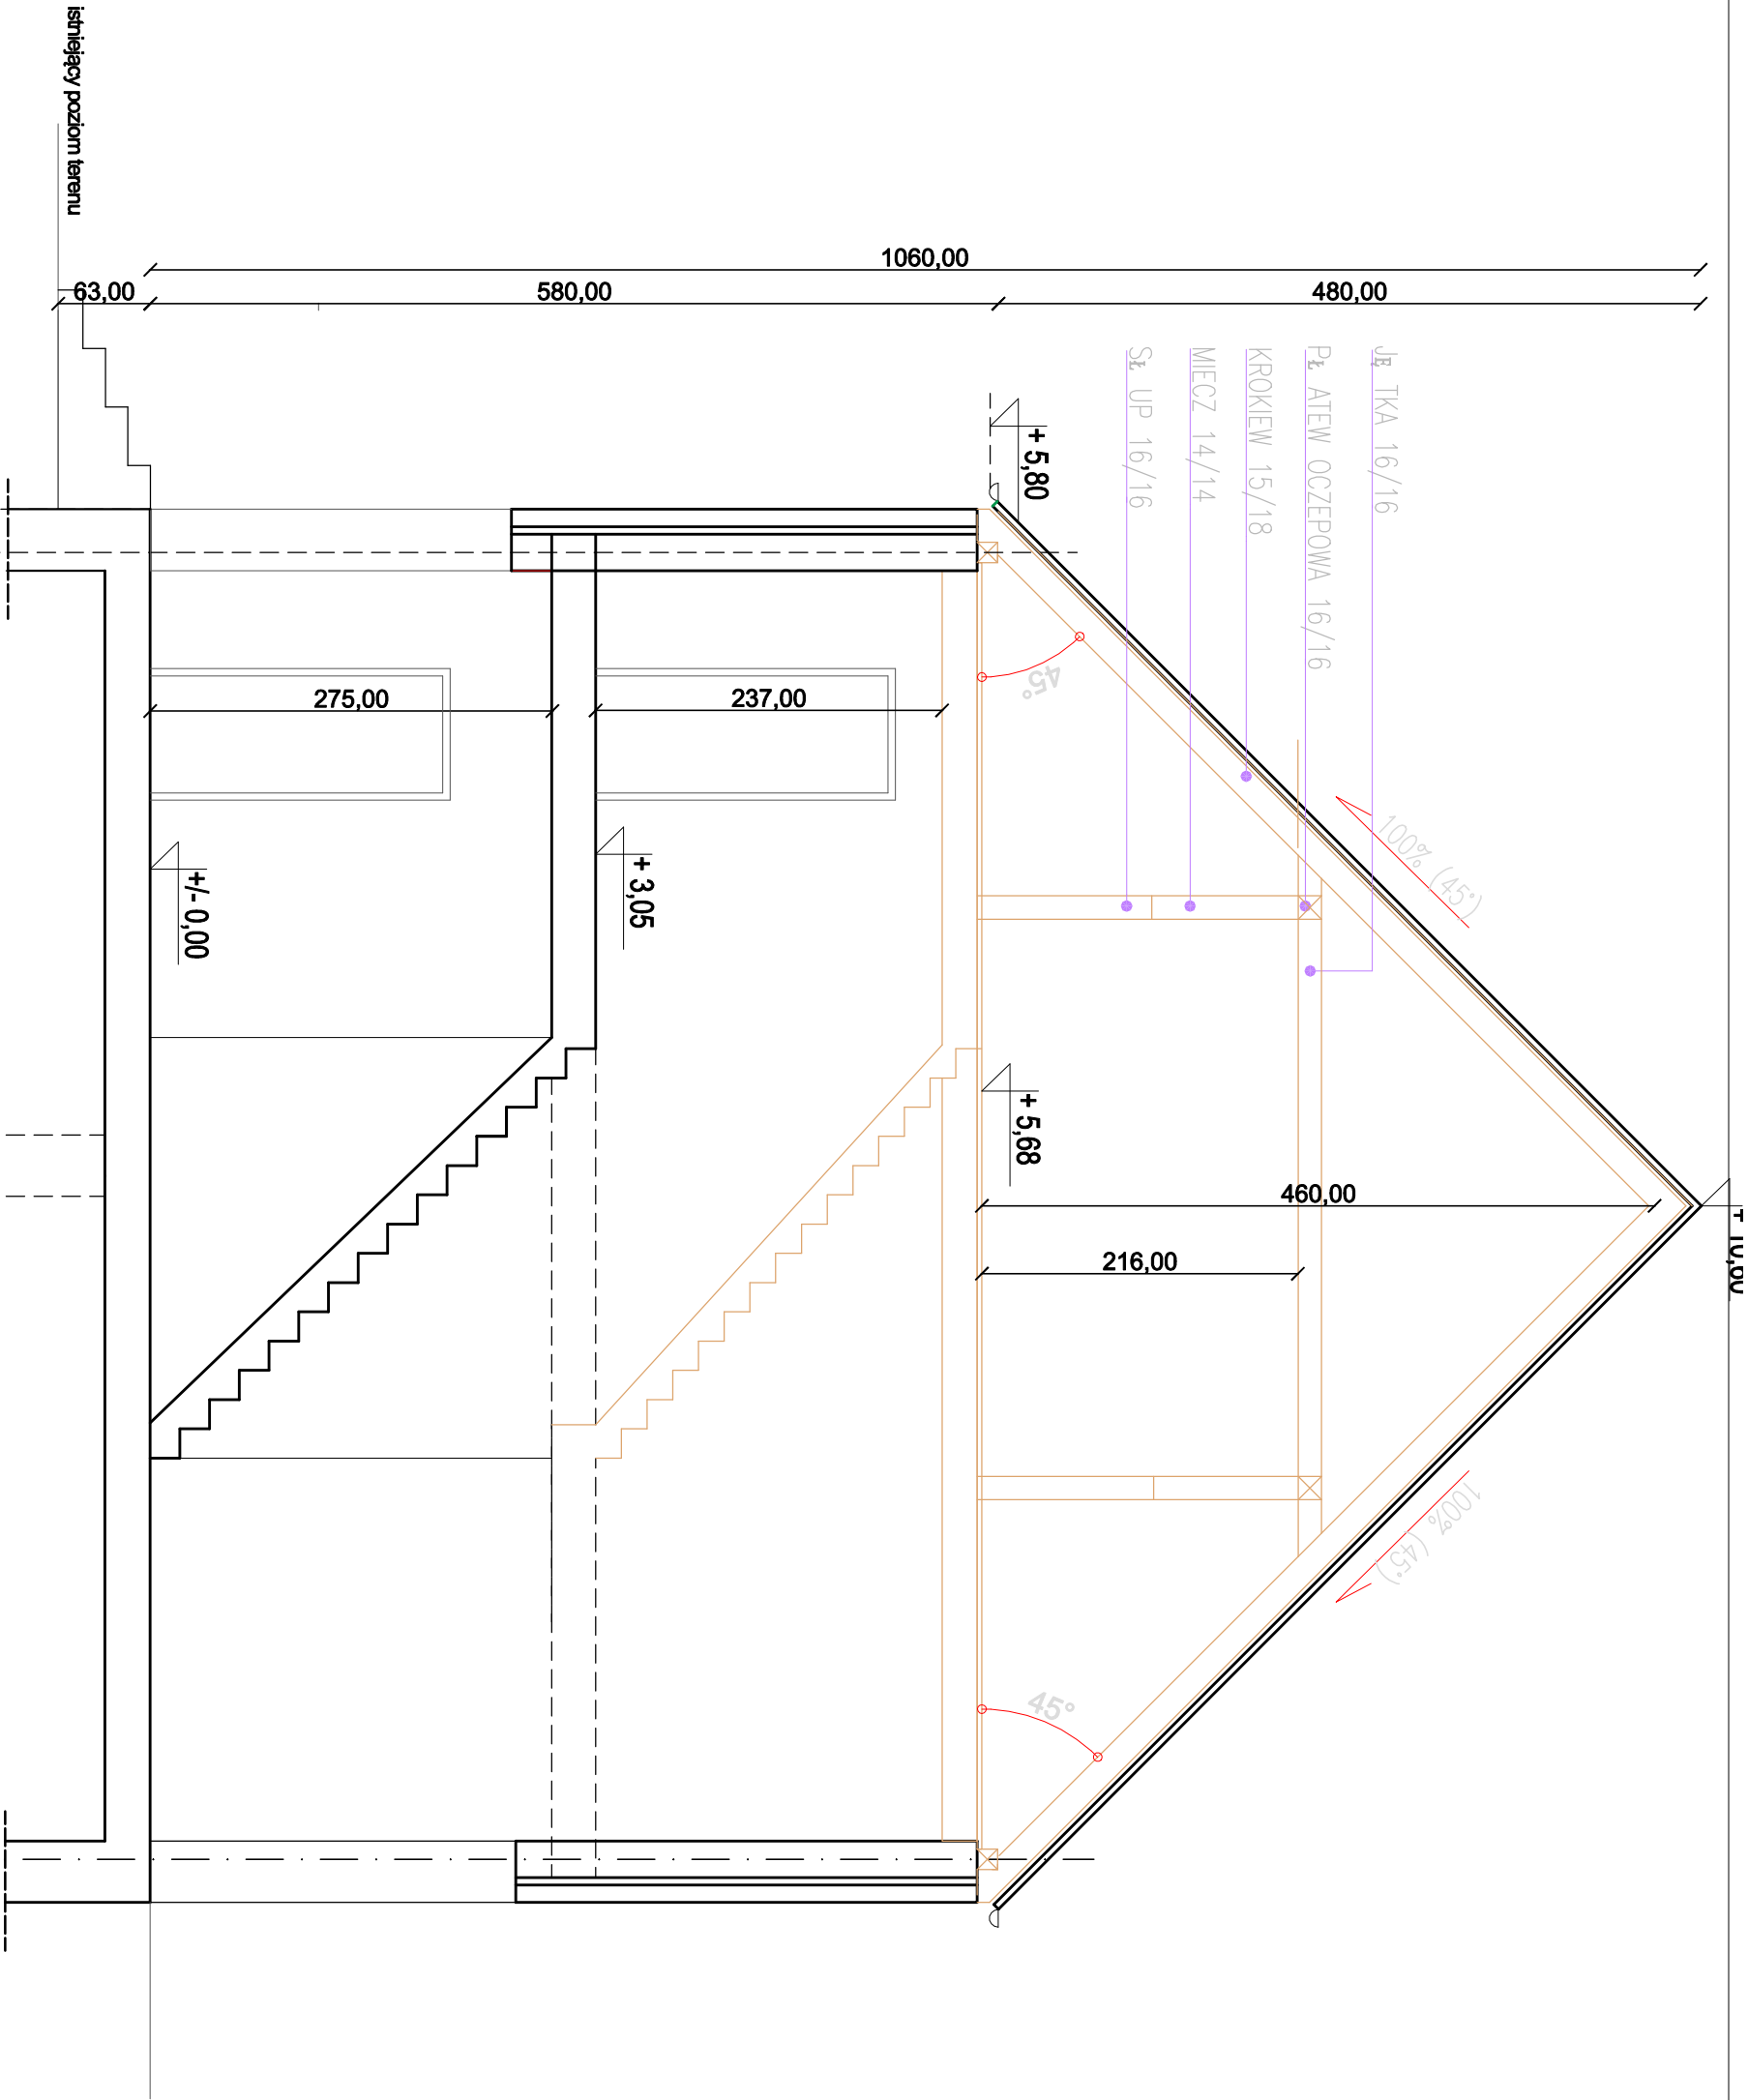 istniejący poziom terenu
1060,00
63,00
580,00
480,00
JĘTKA 16/16
PŁATEW OCZEPOWA 16/16
KROKIEW 15/18
MIECZ 14/14
SŁUP 16/16
+ 5,80
45°
100% (45°)
275,00
237,00
+/- 0,00
+ 3,05
+ 5,68
460,00
216,00
+ 10,60
100% (45°)
45°